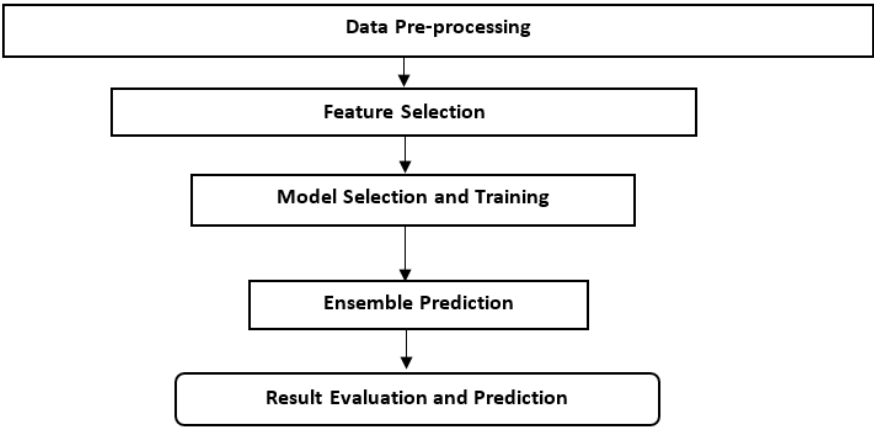 Data Pre-processing
Feature Selection
Model Selection and Training
Ensemble Prediction
Result Evaluation and Prediction